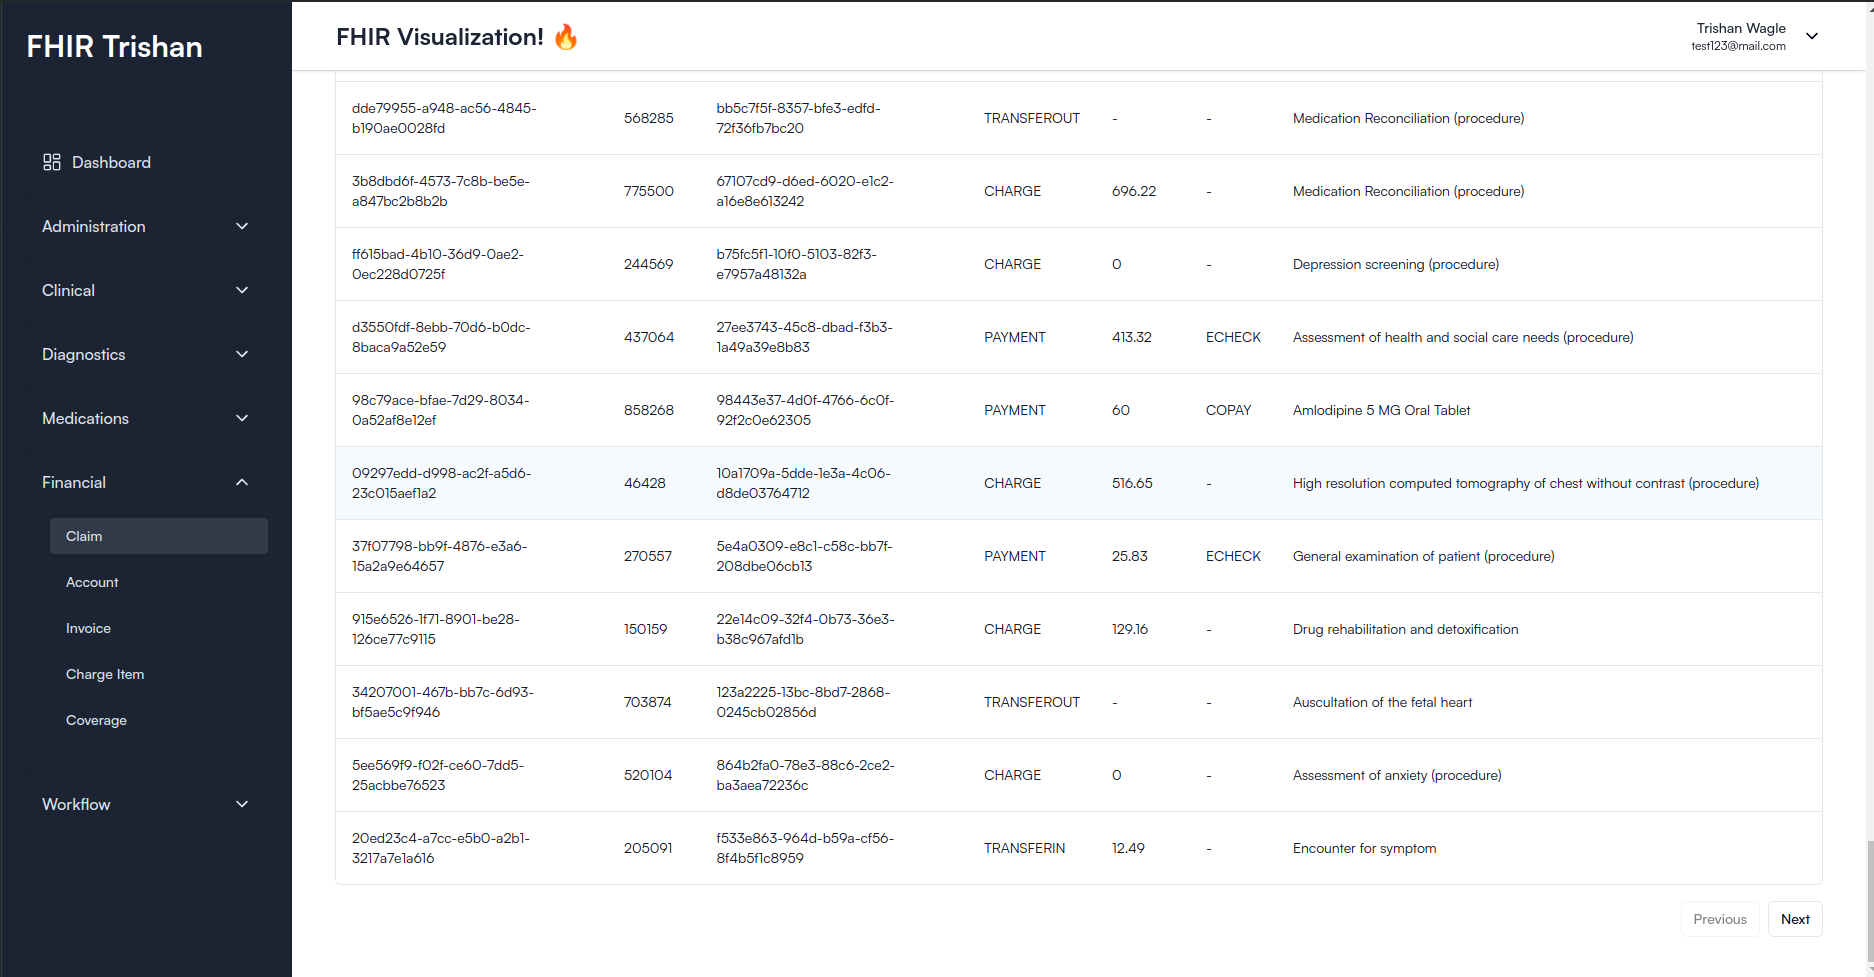 FHIR Trishan
Dashboard
Administration
Clinical
Diagnostics
Medications
Financial
Claim
Account
Invoice
Charge Item
Coverage
Workflow
FHIR Visualization! 🔥
Trishan Wagle
test123@mail.com
dde79955-a948-ac56-4845-
b190ae0028fd
568285
bb5c7f5f-8357-bfe3-edfd-
72f36fb7bc20
TRANSFEROUT
-
-
Medication Reconciliation (procedure)
3b8dbd6f-4573-7c8b-be5e-
a847bc2b8b2b
775500
67107cd9-d6ed-6020-e1c2-
a16e8e613242
CHARGE
696.22
-
Medication Reconciliation (procedure)
ff615bad-4b10-36d9-0ae2-
0ec228d0725f
244569
b75fc5f1-10f0-5103-82f3-
e7957a48132a
CHARGE
0
-
Depression screening (procedure)
d3550fdf-8ebb-70d6-b0dc-
8baca9a52e59
437064
27ee3743-45c8-dbad-f3b3-
1a49a39e8b83
PAYMENT
413.32
ECHECK
Assessment of health and social care needs (procedure)
98c79ace-bfae-7d29-8034-
0a52af8e12ef
858268
98443e37-4d0f-4766-6c0f-
92f2c0e62305
PAYMENT
60
COPAY
Amlodipine 5 MG Oral Tablet
09297edd-d998-ac2f-a5d6-
23c015aef1a2
46428
10a1709a-5dde-1e3a-4c06-
d8de03764712
CHARGE
516.65
-
High resolution computed tomography of chest without contrast (procedure)
37f07798-bb9f-4876-e3a6-
15a2a9e64657
270557
5e4a0309-e8c1-c58c-bb7f-
208dbe06cb13
PAYMENT
25.83
ECHECK
General examination of patient (procedure)
915e6526-1f71-8901-be28-
126ce77c9115
150159
22e14c09-32f4-0b73-36e3-
b38c967afd1b
CHARGE
129.16
-
Drug rehabilitation and detoxification
34207001-467b-bb7c-6d93-
bf5ae5c9f946
703874
123a2225-13bc-8bd7-2868-
0245cb02856d
TRANSFEROUT
-
-
Auscultation of the fetal heart
5ee569f9-f02f-ce60-7dd5-
25acbbe76523
520104
864b2fa0-78e3-88c6-2ce2-
ba3aea72236c
CHARGE
0
-
Assessment of anxiety (procedure)
20ed23c4-a7cc-e5b0-a2b1-
3217a7e1a616
205091
f533e863-964d-b59a-cf56-
8f4b5f1c8959
TRANSFERIN
12.49
-
Encounter for symptom
Previous
Next